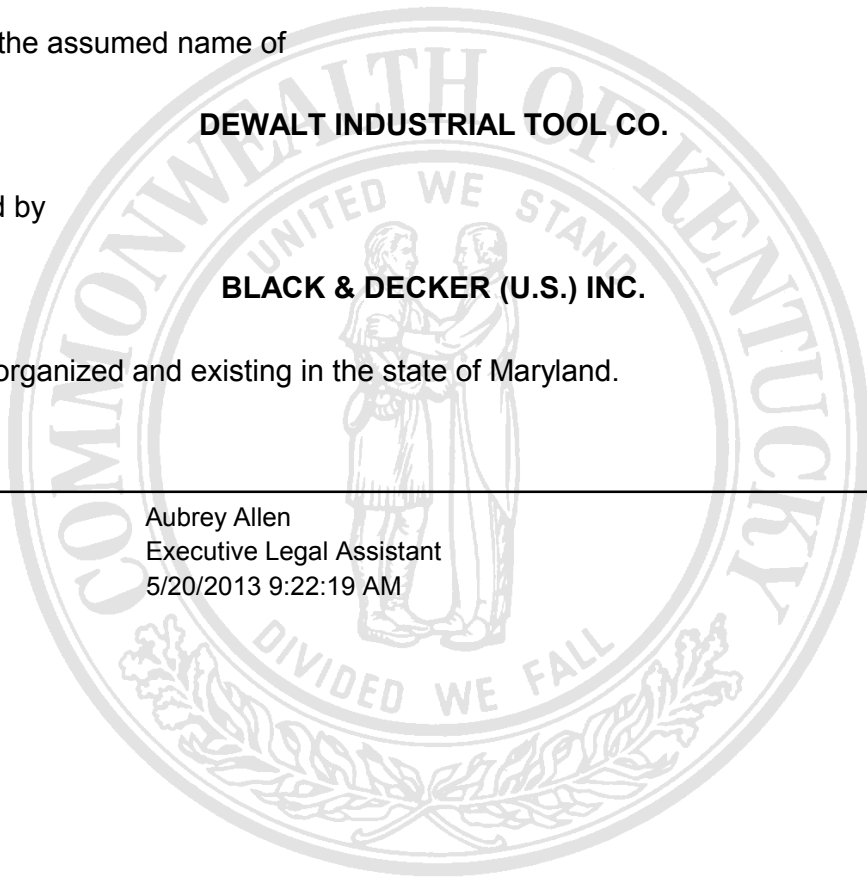 the assumed name of
DEWALT INDUSTRIAL TOOL CO.
d by
BLACK & DECKER (U.S.) INC.
organized and existing in the state of Maryland.
Aubrey Allen
Executive Legal Assistant
5/20/2013 9:22:19 AM
COMMONWEALTH OF KENTUCKY
UNITED WE STAND
DIVIDED WE FALL